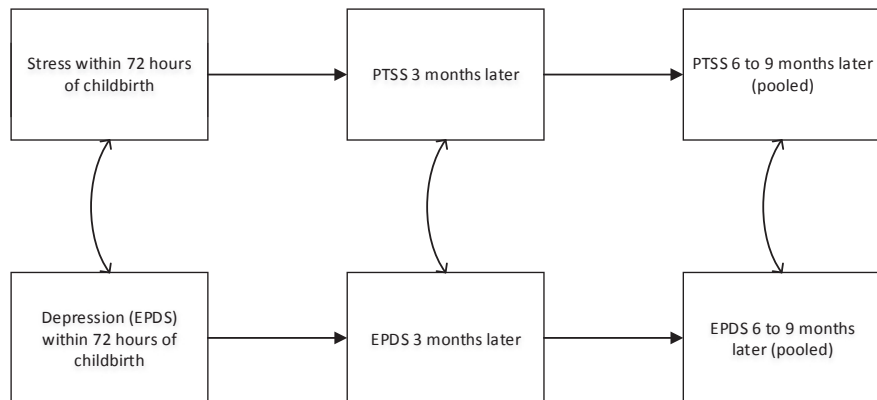 Stress within 72 hours
of childbirth
PTSS 3 months later
PTSS 6 to 9 months later
(pooled)
Depression (EPDS)
within 72 hours of
childbirth
EPDS 3 months later
EPDS 6 to 9 months
later (pooled)